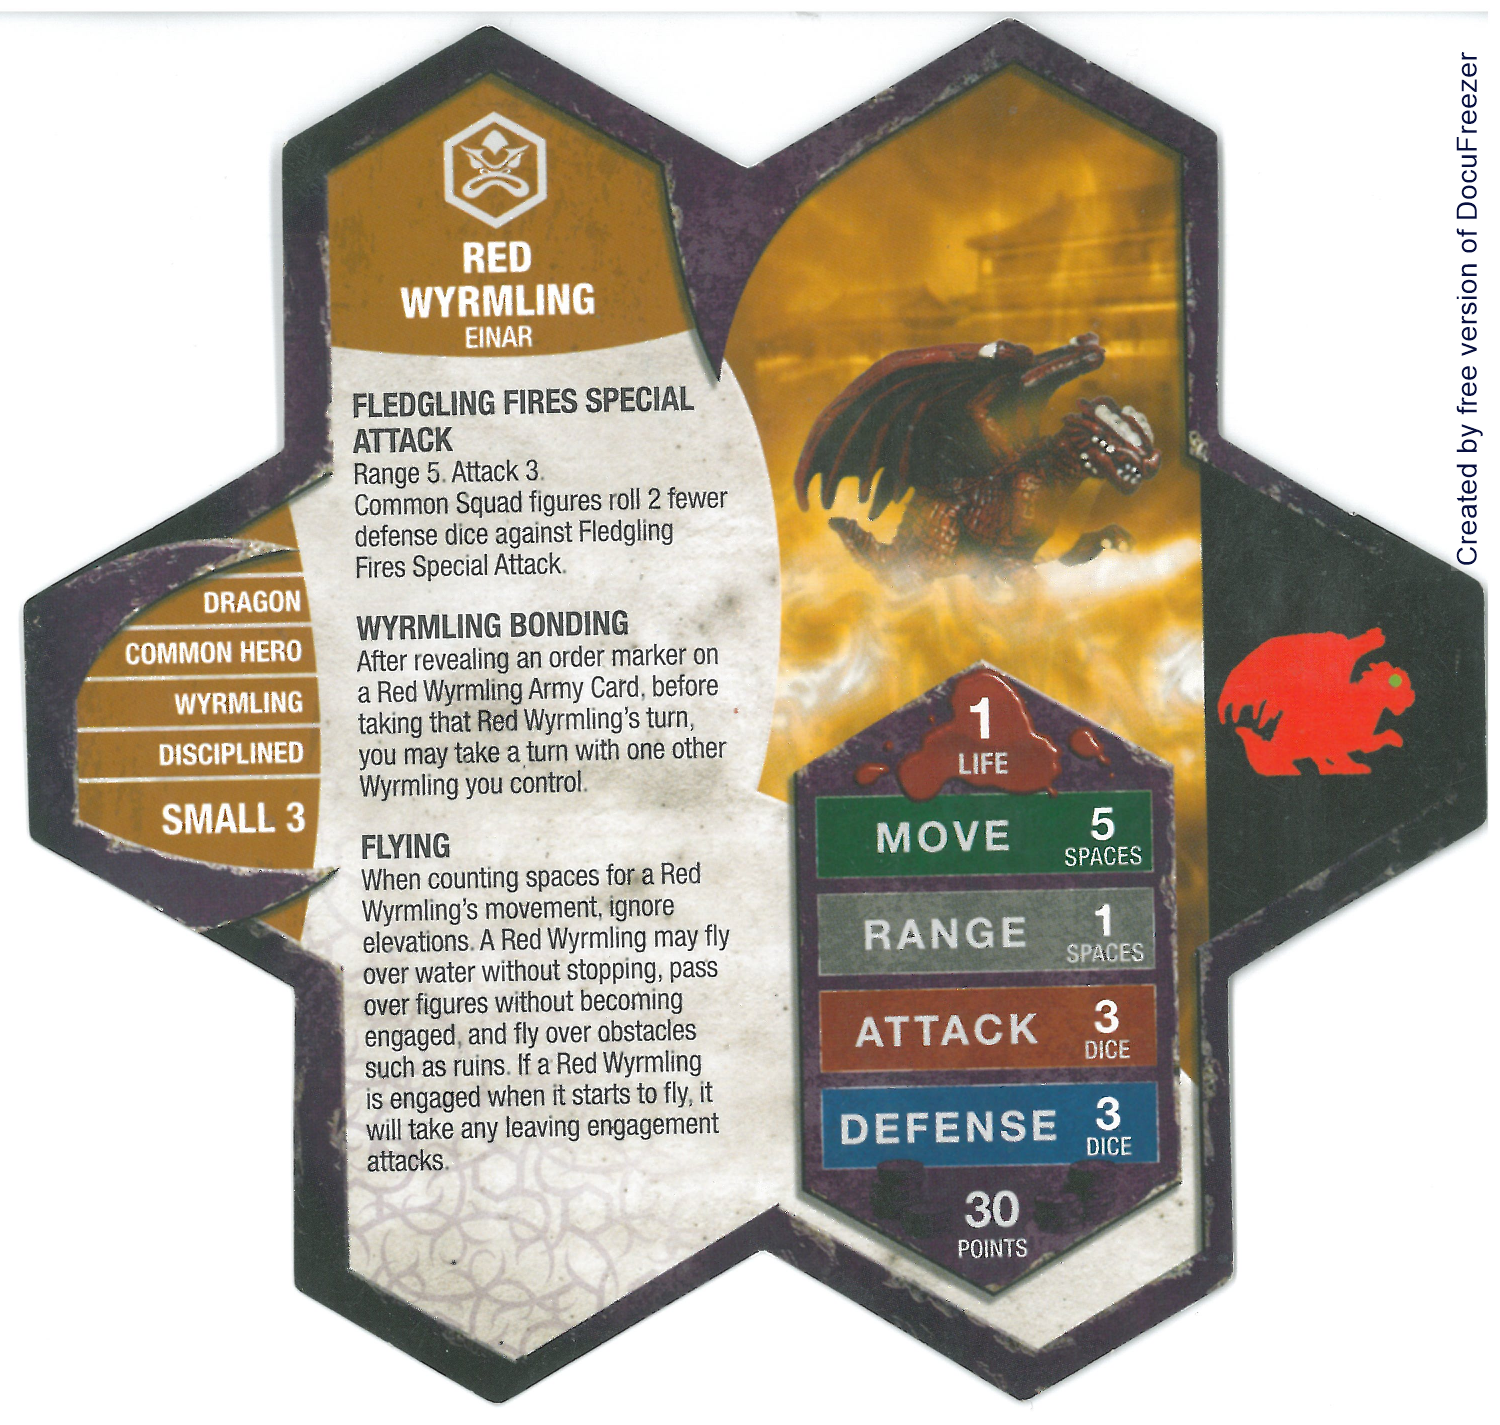 RED
WYRMLING
EINAR
FLEDGLING FIRES SPECIAL
ATTACK
Range 5. Attack 3.
Common Squad figures roll 2 fewer
defense dice against Fledgling
Fires Special Attack.
WYRMLING BONDING
After revealing an order marker on
a Red Wyrmling Army Card, before
taking that Red Wyrmling's turn,
you may take a turn with one other
Wyrmling you control.
FLYING
When counting spaces for a Red
Wyrmling's movement, ignore
elevations. A Red Wyrmling may fly
over water without stopping, pass
over figures without becoming
engaged, and fly over obstacles
such as ruins. If a Red Wyrmling
is engaged when it starts to fly, it
will take any leaving engagement
attacks.
DRAGON
COMMON HERO
WYRMLING
DISCIPLINED
SMALL 3
1
LIFE
MOVE 5
SPACES
RANGE 1
SPACES
ATTACK 3
DICE
DEFENSE 3
DICE
30
POINTS
Created by free version of DocuFreezer